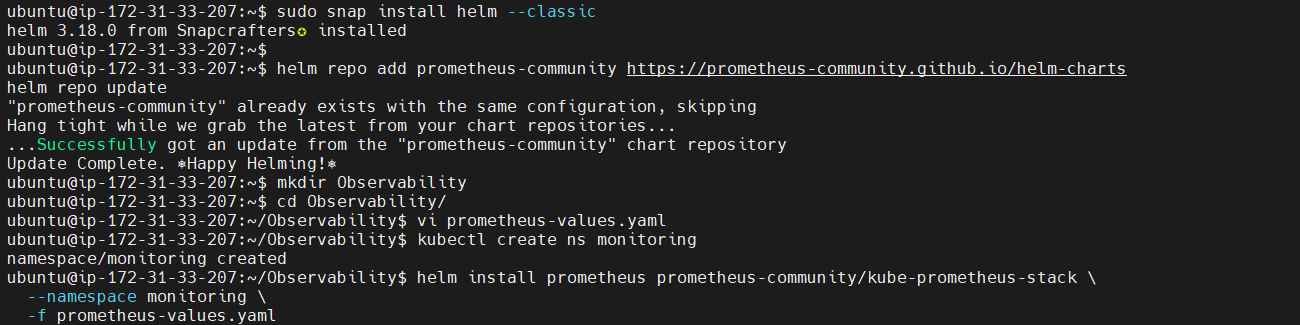 ubuntu@ip-172-31-33-207:~$ sudo snap install helm --classic
helm 3.18.0 from Snapcrafters✪ installed
ubuntu@ip-172-31-33-207:~$
ubuntu@ip-172-31-33-207:~$ helm repo add prometheus-community https://prometheus-community.github.io/helm-charts
helm repo update
"prometheus-community" already exists with the same configuration, skipping
Hang tight while we grab the latest from your chart repositories...
...Successfully got an update from the "prometheus-community" chart repository
Update Complete. ⎈Happy Helming!⎈
ubuntu@ip-172-31-33-207:~$ mkdir Observability
ubuntu@ip-172-31-33-207:~$ cd Observability/
ubuntu@ip-172-31-33-207:~/Observability$ vi prometheus-values.yaml
ubuntu@ip-172-31-33-207:~/Observability$ kubectl create ns monitoring
namespace/monitoring created
ubuntu@ip-172-31-33-207:~/Observability$ helm install prometheus prometheus-community/kube-prometheus-stack \
  --namespace monitoring \
  -f prometheus-values.yaml